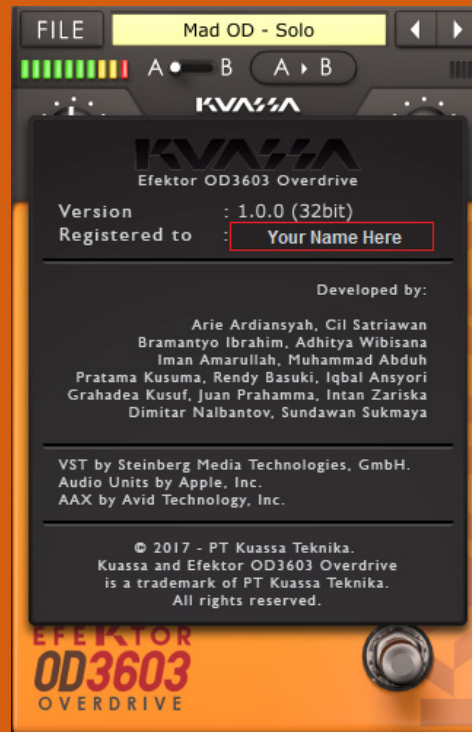 FILE Mad OD - Solo
A B A ▸ B
KUASSA
KUASSA
Efektor OD3603 Overdrive
Version : 1.0.0 (32bit)
Registered to : Your Name Here
Developed by:
Arie Ardiansyah, Cil Satriawan
Bramantyo Ibrahim, Adhitya Wibisana
Iman Amarullah, Muhammad Abduh
Pratama Kusuma, Rendy Basuki, Iqbal Ansyori
Grahadea Kusuf, Juan Prahamma, Intan Zariska
Dimitar Nalbantov, Sundawan Sukmaya
VST by Steinberg Media Technologies, GmbH.
Audio Units by Apple, Inc.
AAX by Avid Technology, Inc.
© 2017 - PT Kuassa Teknika.
Kuassa and Efektor OD3603 Overdrive
is a trademark of PT Kuassa Teknika.
All rights reserved.
EFEKTOR
OD3603
OVERDRIVE